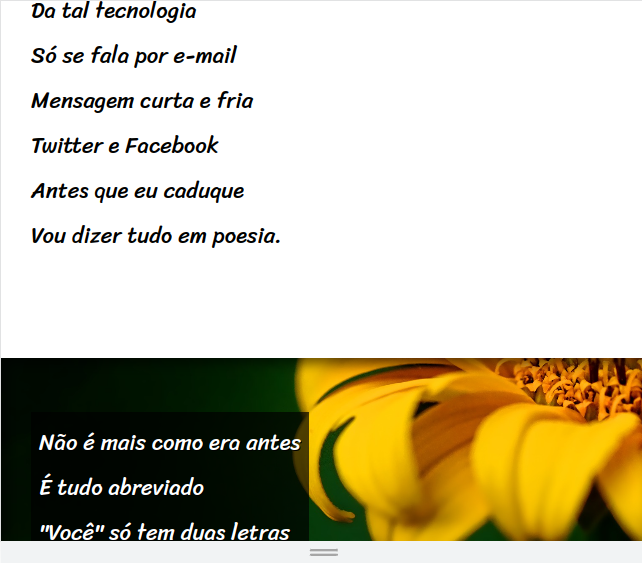 Da tal tecnologia
Só se fala por e-mail
Mensagem curta e fria
Twitter e Facebook
Antes que eu caduque
Vou dizer tudo em poesia.
Não é mais como era antes
É tudo abreviado
"Você" só tem duas letras